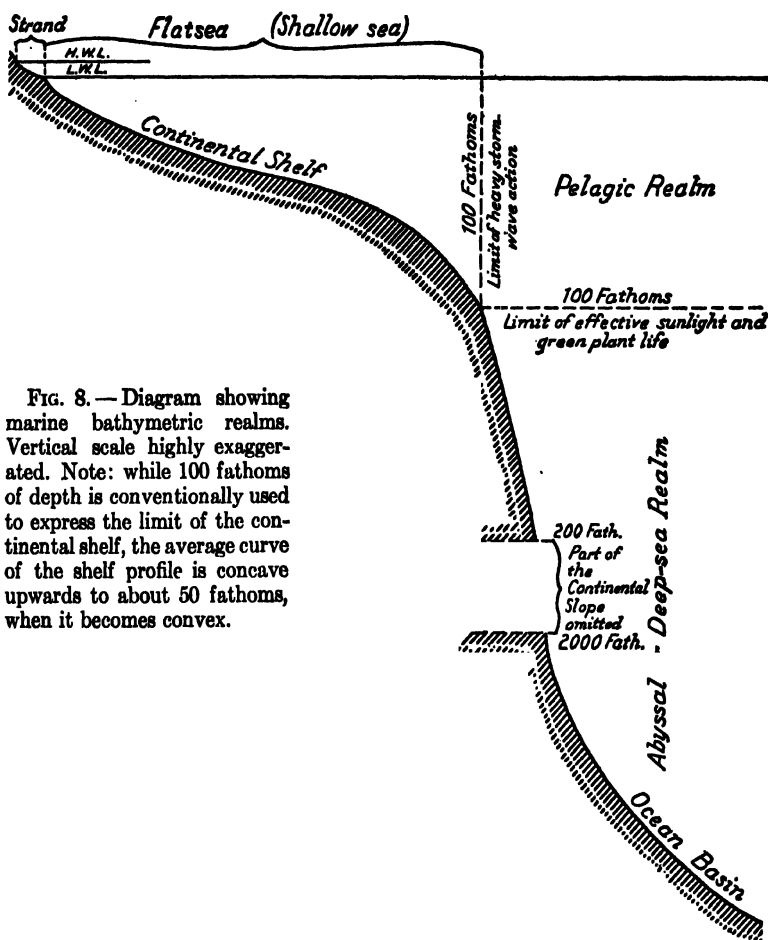 Strand Flatsea (Shallow sea)
H.W.L.
L.W.L.
Continental Shelf
100 Fathoms
Limit of heavy storm-
wave action
Pelagic Realm
100 Fathoms
Limit of effective sunlight and
green plant life
FIG. 8.—Diagram showing
marine bathymetric realms.
Vertical scale highly exagger-
ated. Note: while 100 fathoms
of depth is conventionally used
to express the limit of the con-
tinental shelf, the average curve
of the shelf profile is concave
upwards to about 50 fathoms,
when it becomes convex.
200 Fath.
Part of
the
Continental
Slope
omitted
2000 Fath.
Abyssal - Deep-sea Realm
Ocean Basin